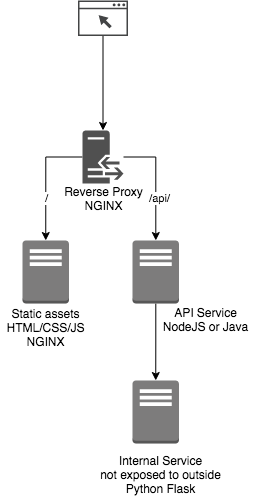 Reverse Proxy
NGINX
/
/api/
Static assets
HTML/CSS/JS
NGINX
API Service
NodeJS or Java
Internal Service
not exposed to outside
Python Flask